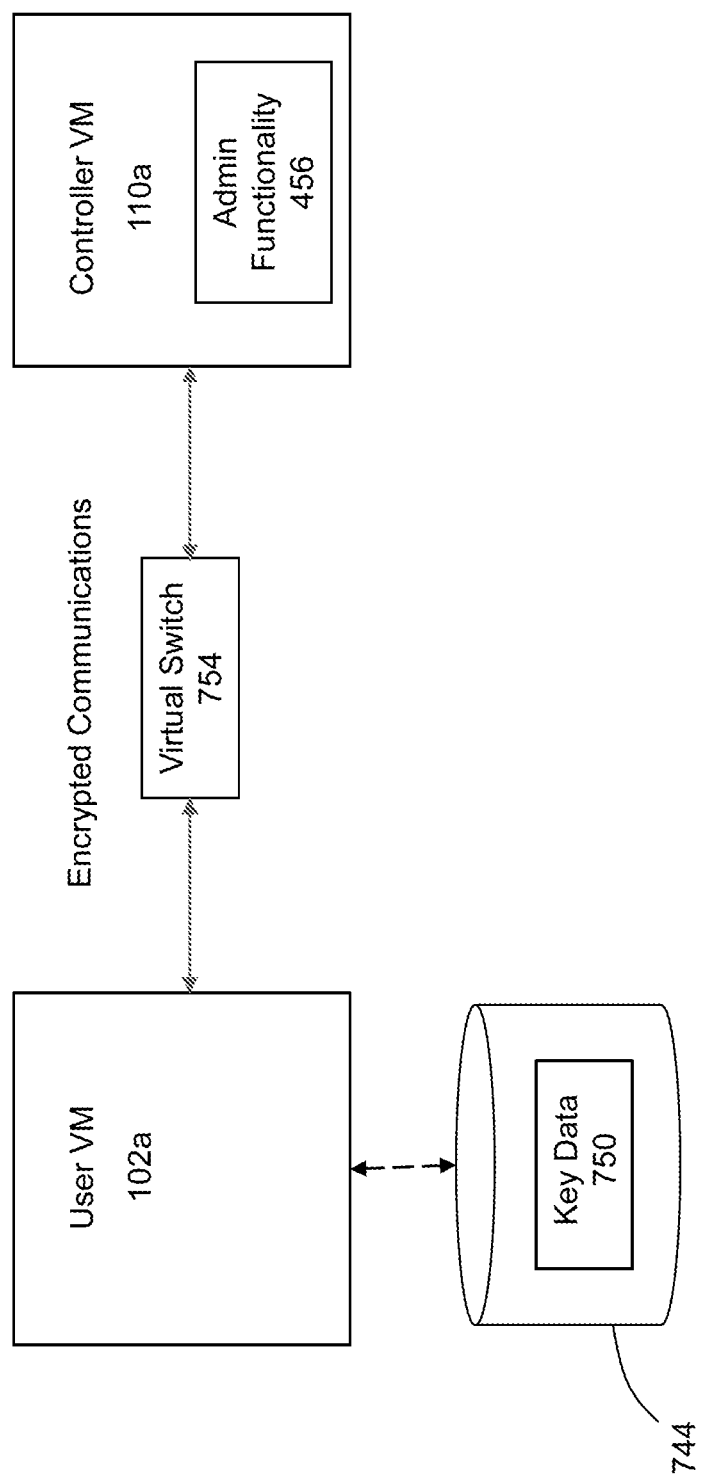 User VM
102a
Encrypted Communications
Virtual Switch
754
Controller VM
110a
Admin
Functionality
456
Key Data
750
744